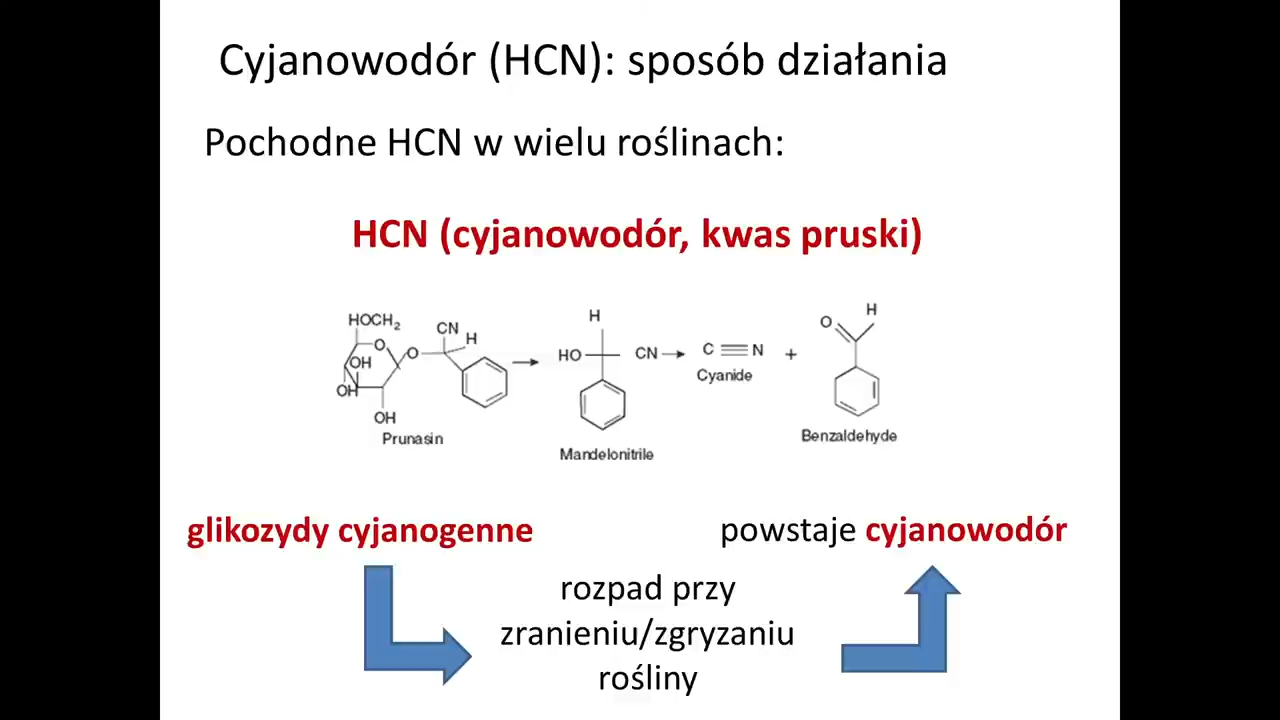 Cyjanowodór (HCN): sposób działania
Pochodne HCN w wielu roślinach:
HCN (cyjanowodór, kwas pruski)
HOCH2
O
OH
OH
OH
O
CN
H
Prunasin
H
HO
CN
Mandelonitrile
C
N
Cyanide
+
O
H
Benzaldehyde
glikozydy cyjanogenne
powstaje cyjanowodór
rozpad przy
zranieniu/zgryzaniu
rośliny